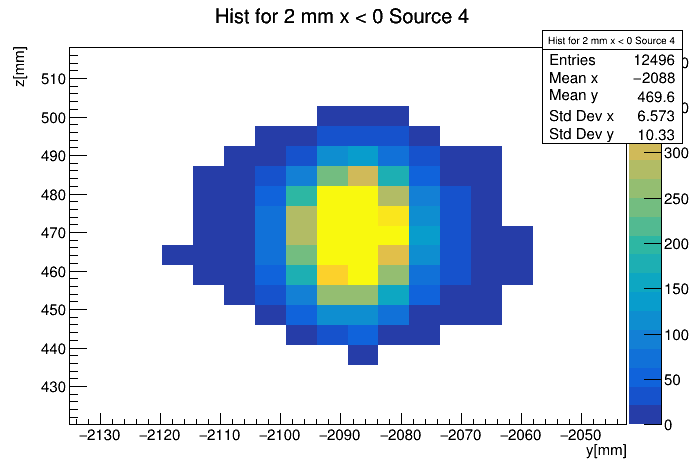 Hist for 2 mm x < 0 Source 4
z[mm]
Hist for 2 mm x < 0 Source 4
Entries 12496
Mean x −2088
Mean y 469.6
Std Dev x 6.573
Std Dev y 10.33
510
500
490
480
470
460
450
440
430
300
250
200
150
100
50
0
−2130 −2120 −2110 −2100 −2090 −2080 −2070 −2060 −2050
y[mm]